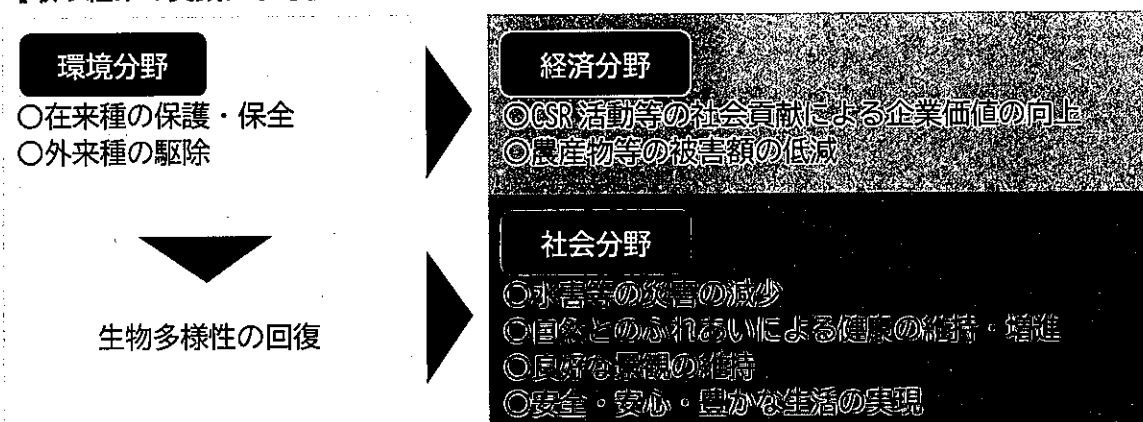 環境分野
○在来種の保護・保全
○外来種の駆除
生物多様性の回復
経済分野
◎CSR活動等の社会貢献による企業価値の向上
◎農産物等の被害額の低減
社会分野
◎水害等の災害の減少
◎自然とのふれあいによる健康の維持・増進
◎良好な景観の維持
◎安全・安心・豊かな生活の実現